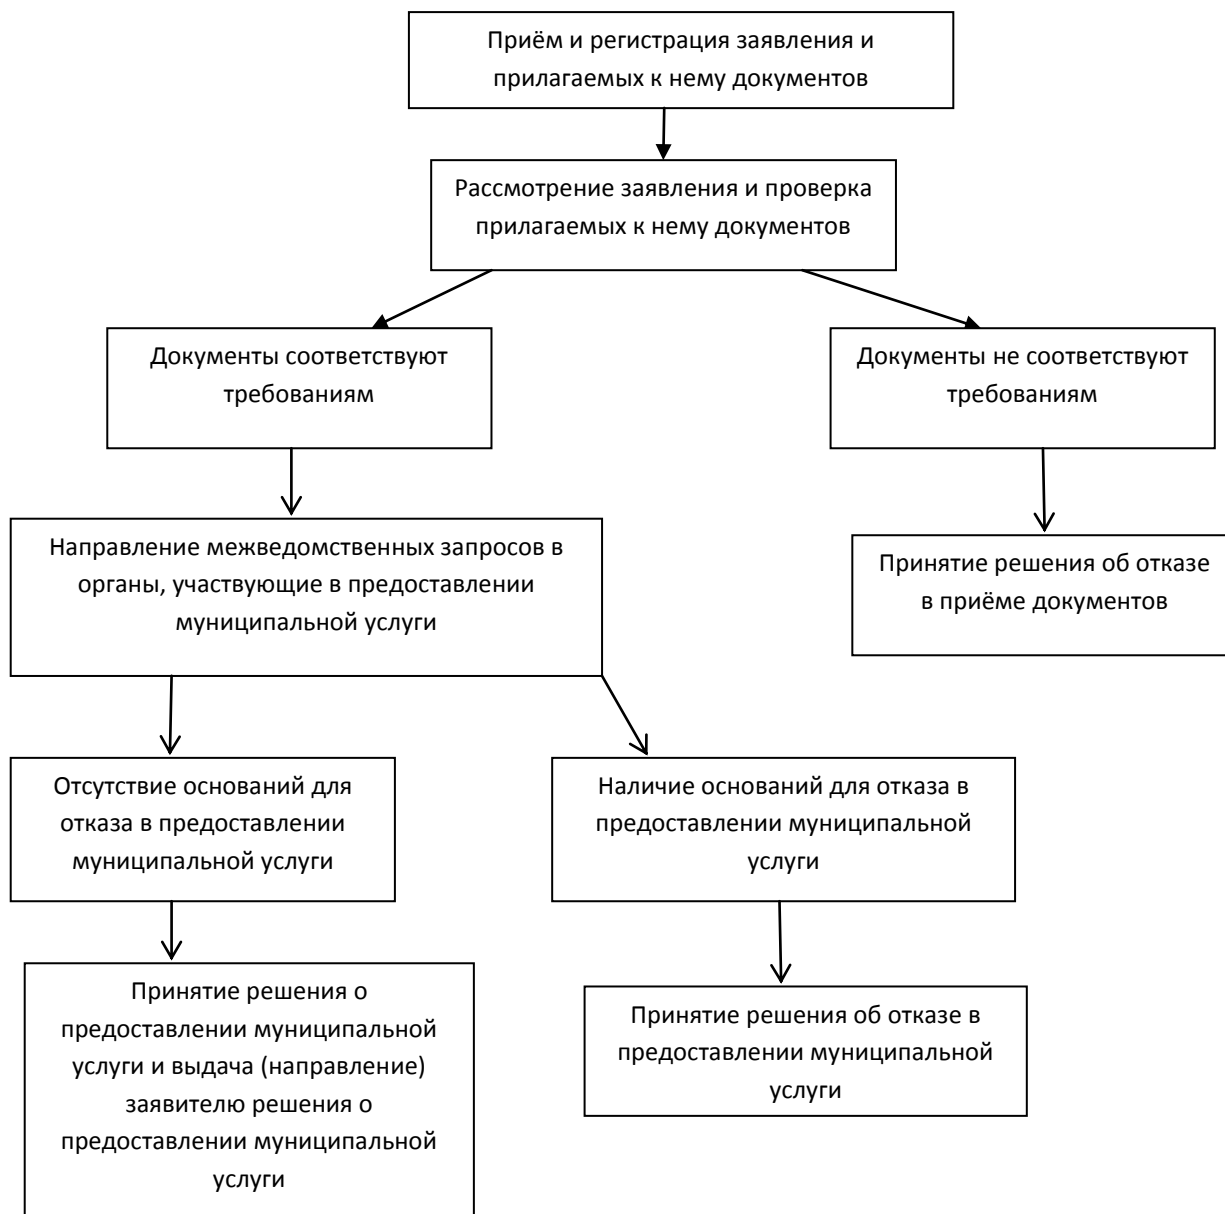 Приём и регистрация заявления и
прилагаемых к нему документов
Рассмотрение заявления и проверка
прилагаемых к нему документов
Документы соответствуют
требованиям
Документы не соответствуют
требованиям
Направление межведомственных запросов в
органы, участвующие в предоставлении
муниципальной услуги
Принятие решения об отказе
в приёме документов
Отсутствие оснований для
отказа в предоставлении
муниципальной услуги
Наличие оснований для отказа в
предоставлении муниципальной
услуги
Принятие решения о
предоставлении муниципальной
услуги и выдача (направление)
заявителю решения о
предоставлении муниципальной
услуги
Принятие решения об отказе в
предоставлении муниципальной
услуги